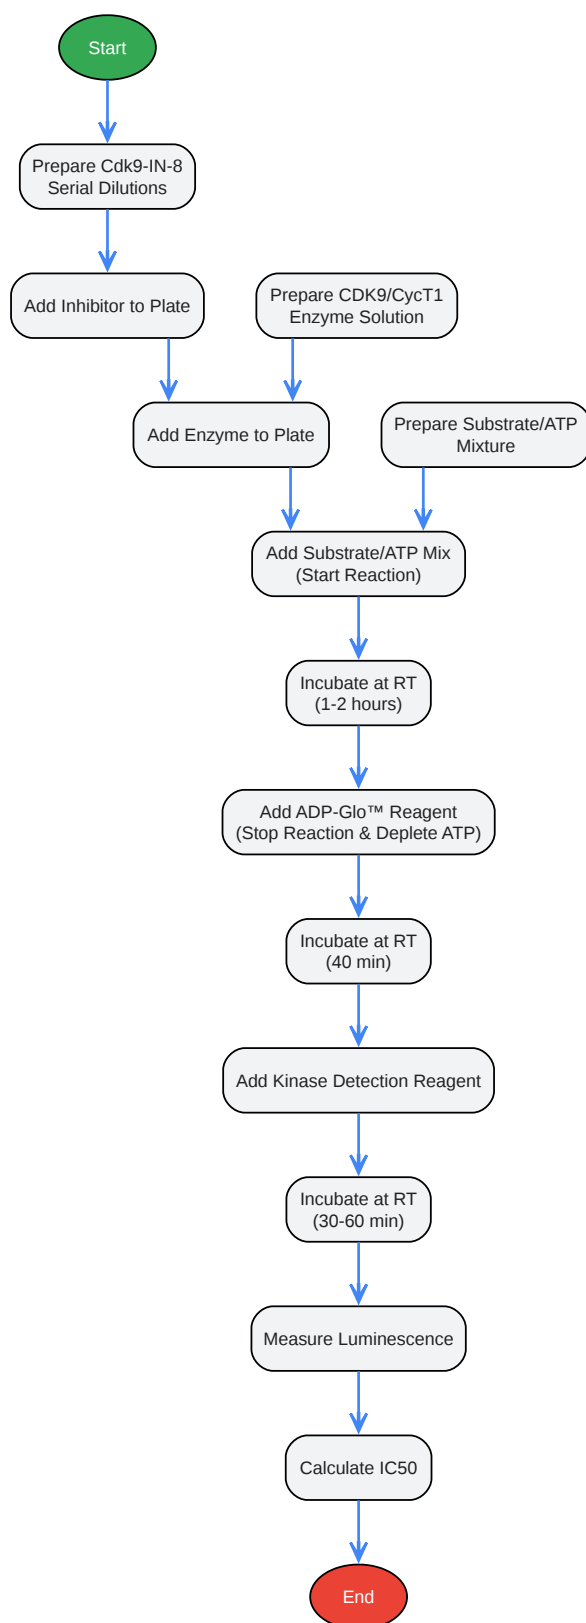 Start
Prepare Cdk9-IN-8
Serial Dilutions
Add Inhibitor to Plate
Prepare CDK9/CycT1
Enzyme Solution
Add Enzyme to Plate
Prepare Substrate/ATP
Mixture
Add Substrate/ATP Mix
(Start Reaction)
Incubate at RT
(1-2 hours)
Add ADP-Glo™ Reagent
(Stop Reaction & Deplete ATP)
Incubate at RT
(40 min)
Add Kinase Detection Reagent
Incubate at RT
(30-60 min)
Measure Luminescence
Calculate IC50
End